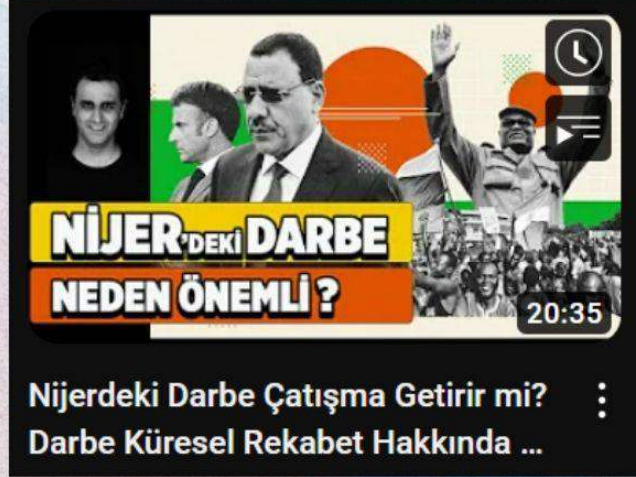 NİJER'DEKİ DARBE
NEDEN ÖNEMLİ ?
20:35
Nijerdeki Darbe Çatışma Getirir mi?
Darbe Küresel Rekabet Hakkında ...